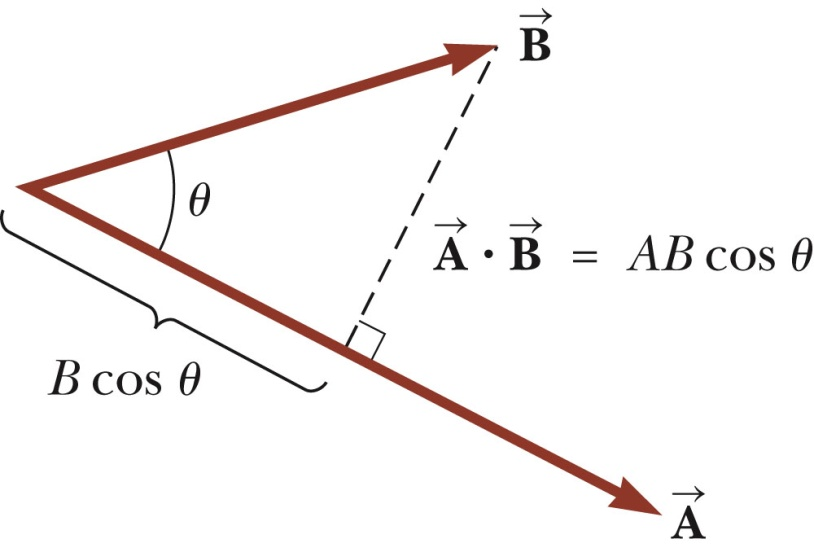 B⃗
θ
A⃗ · B⃗ = AB cos θ
B cos θ
A⃗